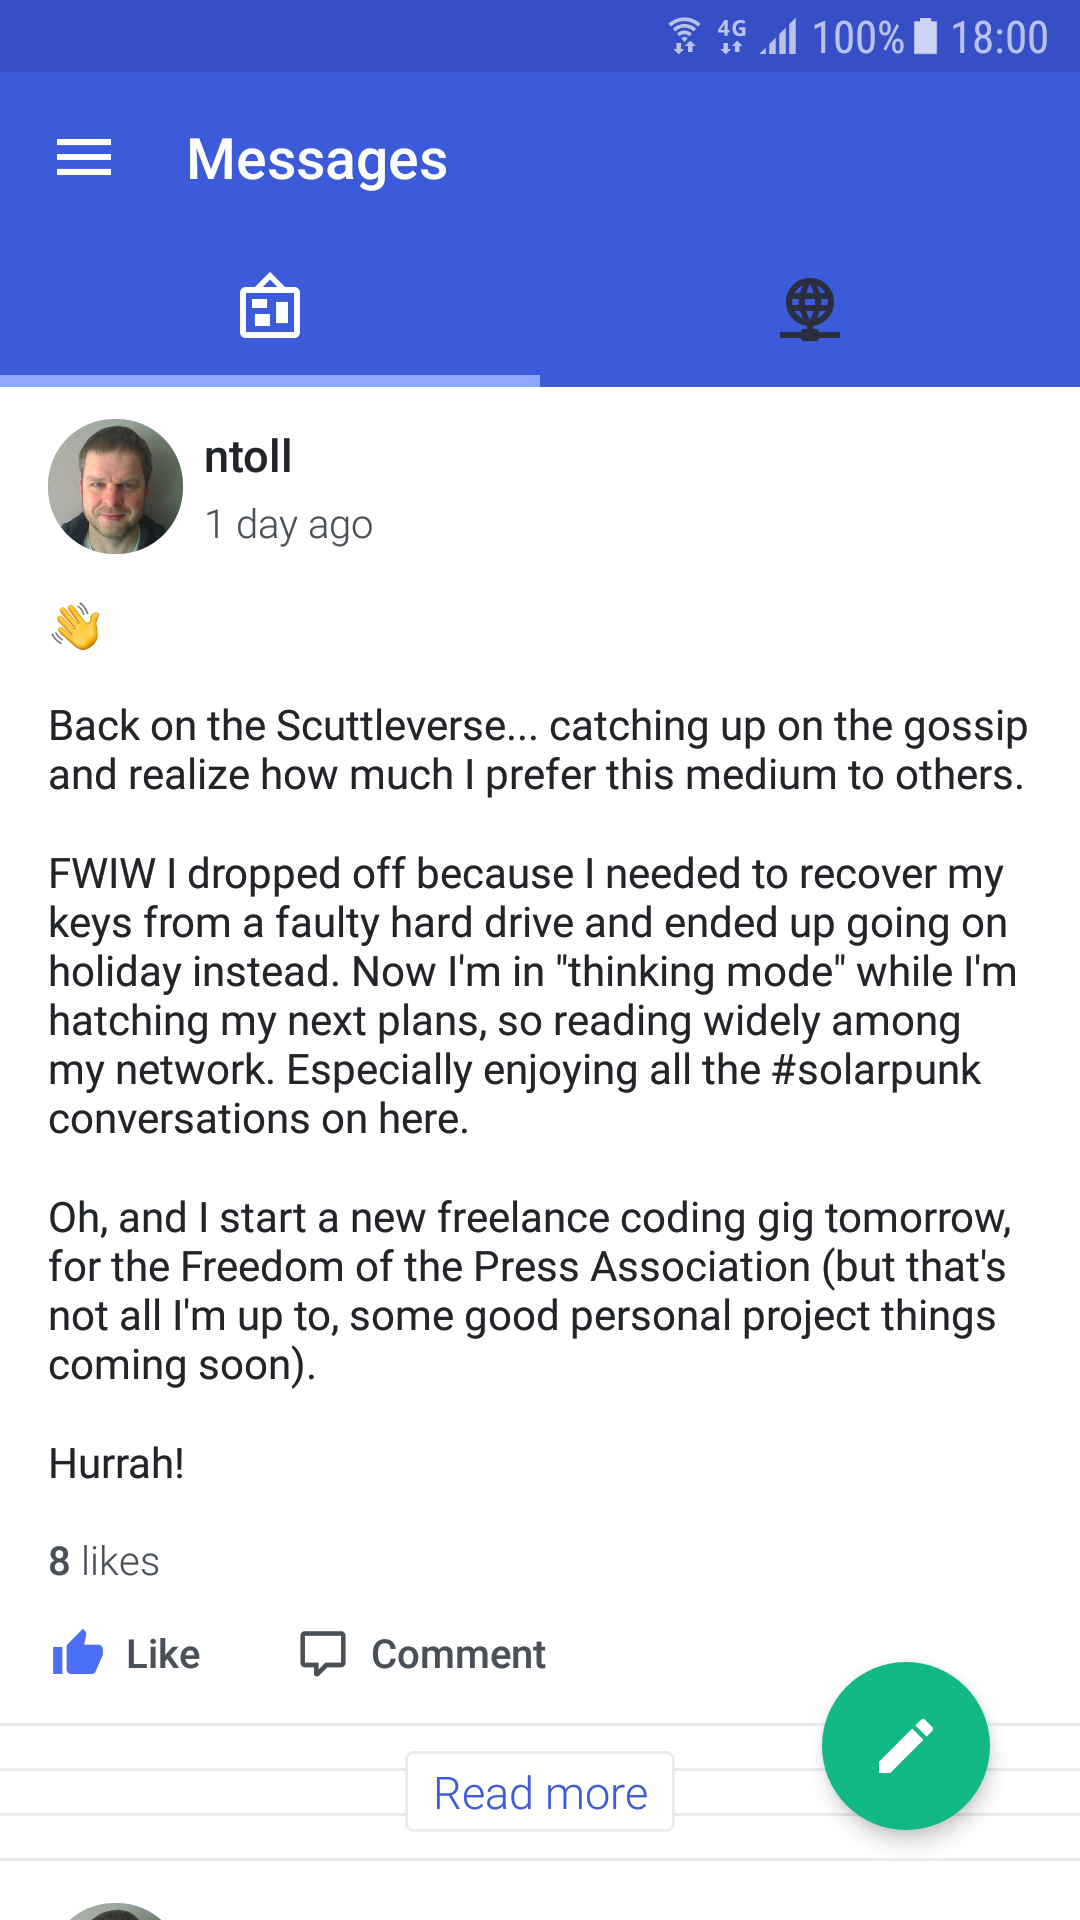 4G 100% 18:00
Messages
ntoll
1 day ago
👋
Back on the Scuttleverse... catching up on the gossip
and realize how much I prefer this medium to others.
FWIW I dropped off because I needed to recover my
keys from a faulty hard drive and ended up going on
holiday instead. Now I'm in "thinking mode" while I'm
hatching my next plans, so reading widely among
my network. Especially enjoying all the #solarpunk
conversations on here.
Oh, and I start a new freelance coding gig tomorrow,
for the Freedom of the Press Association (but that's
not all I'm up to, some good personal project things
coming soon).
Hurrah!
8 likes
Like Comment
Read more